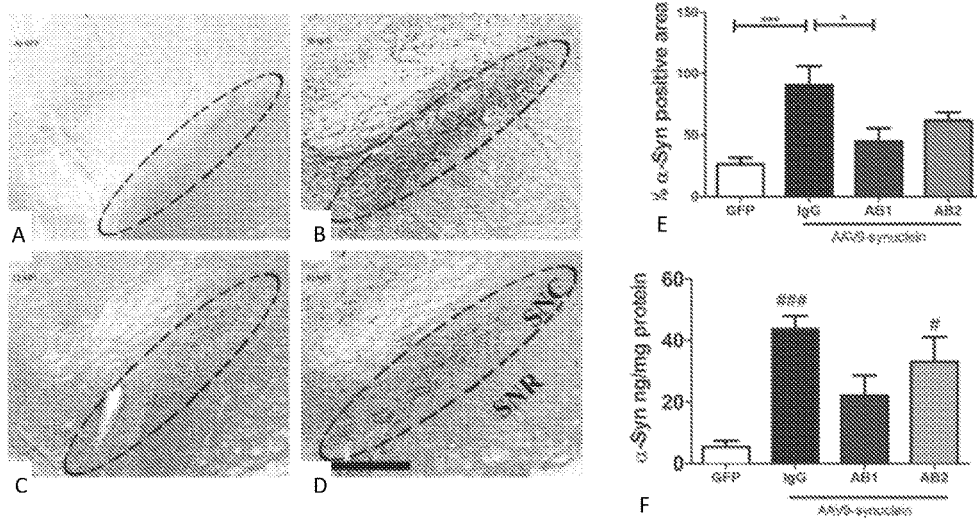 A
B
C
D
SNC
SNR
% α-Syn positive area
150
100
50
0
***
*
GFP
IgG
AB1
AB2
AAV9-synuclein
E
α-Syn ng/mg protein
60
40
20
0
###
#
GFP
IgG
AB1
AB2
AAV9-synuclein
F